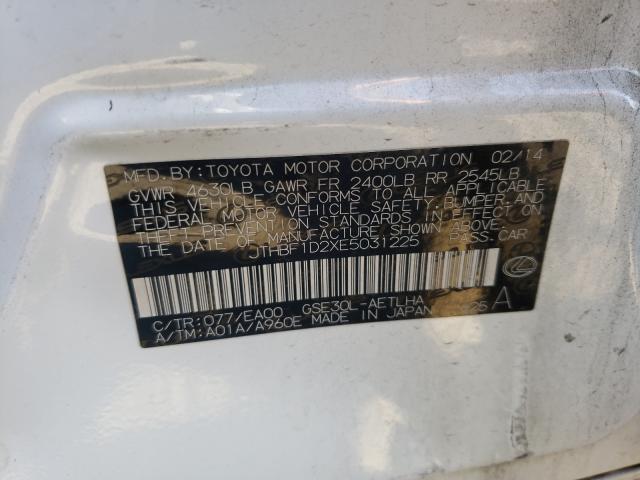 MFD. BY: TOYOTA MOTOR CORPORATION 02/14
GVWR 4630LB GAWR FR 2400LB RR 2545LB
THIS VEHICLE CONFORMS TO ALL APPLICABLE
FEDERAL MOTOR VEHICLE SAFETY, BUMPER, AND
THEFT PREVENTION STANDARDS IN EFFECT ON
THE DATE OF MANUFACTURE SHOWN ABOVE.
JTHBF1D2XE5031225 PASS. CAR
C/TR: 077/EA00 GSE30L-AETLHA
A/TM: A01A/A960E MADE IN JAPAN
A